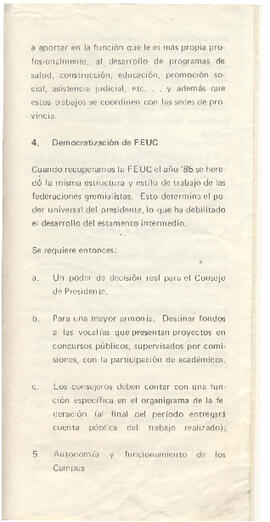 a aportar en la función que le es más propia pro-
fesionalmente, al desarrollo de programas de
salud, construcción, educación, promoción so-
cial, asistencia judicial, etc. . . y además que
estos trabajos se coordinen con las sedes de pro-
vincia.
4. Democratización de FEUC
Cuando recuperamos la FEUC el año '85 se here-
dó la misma estructura y estilo de trabajo de las
federaciones gremialistas. Esto determina el po-
der universal del presidente, lo que ha debilitado
el desarrollo del estamento intermedio.
Se requiere entonces:
a. Un poder de decisión real para el Consejo
de Presidente,
b. Para una mayor armonía. Destinar fondos
a las vocalías que presentan proyectos en
concursos públicos, supervisados por comi-
siones, con la participación de académicos,
c. Los consejeros deben contar con una fun-
ción específica en el organigrama de la fe-
deración (al final del período entregará
cuenta pública del trabajo realizado);
5 Autonomía y funcionamiento de los
Campus